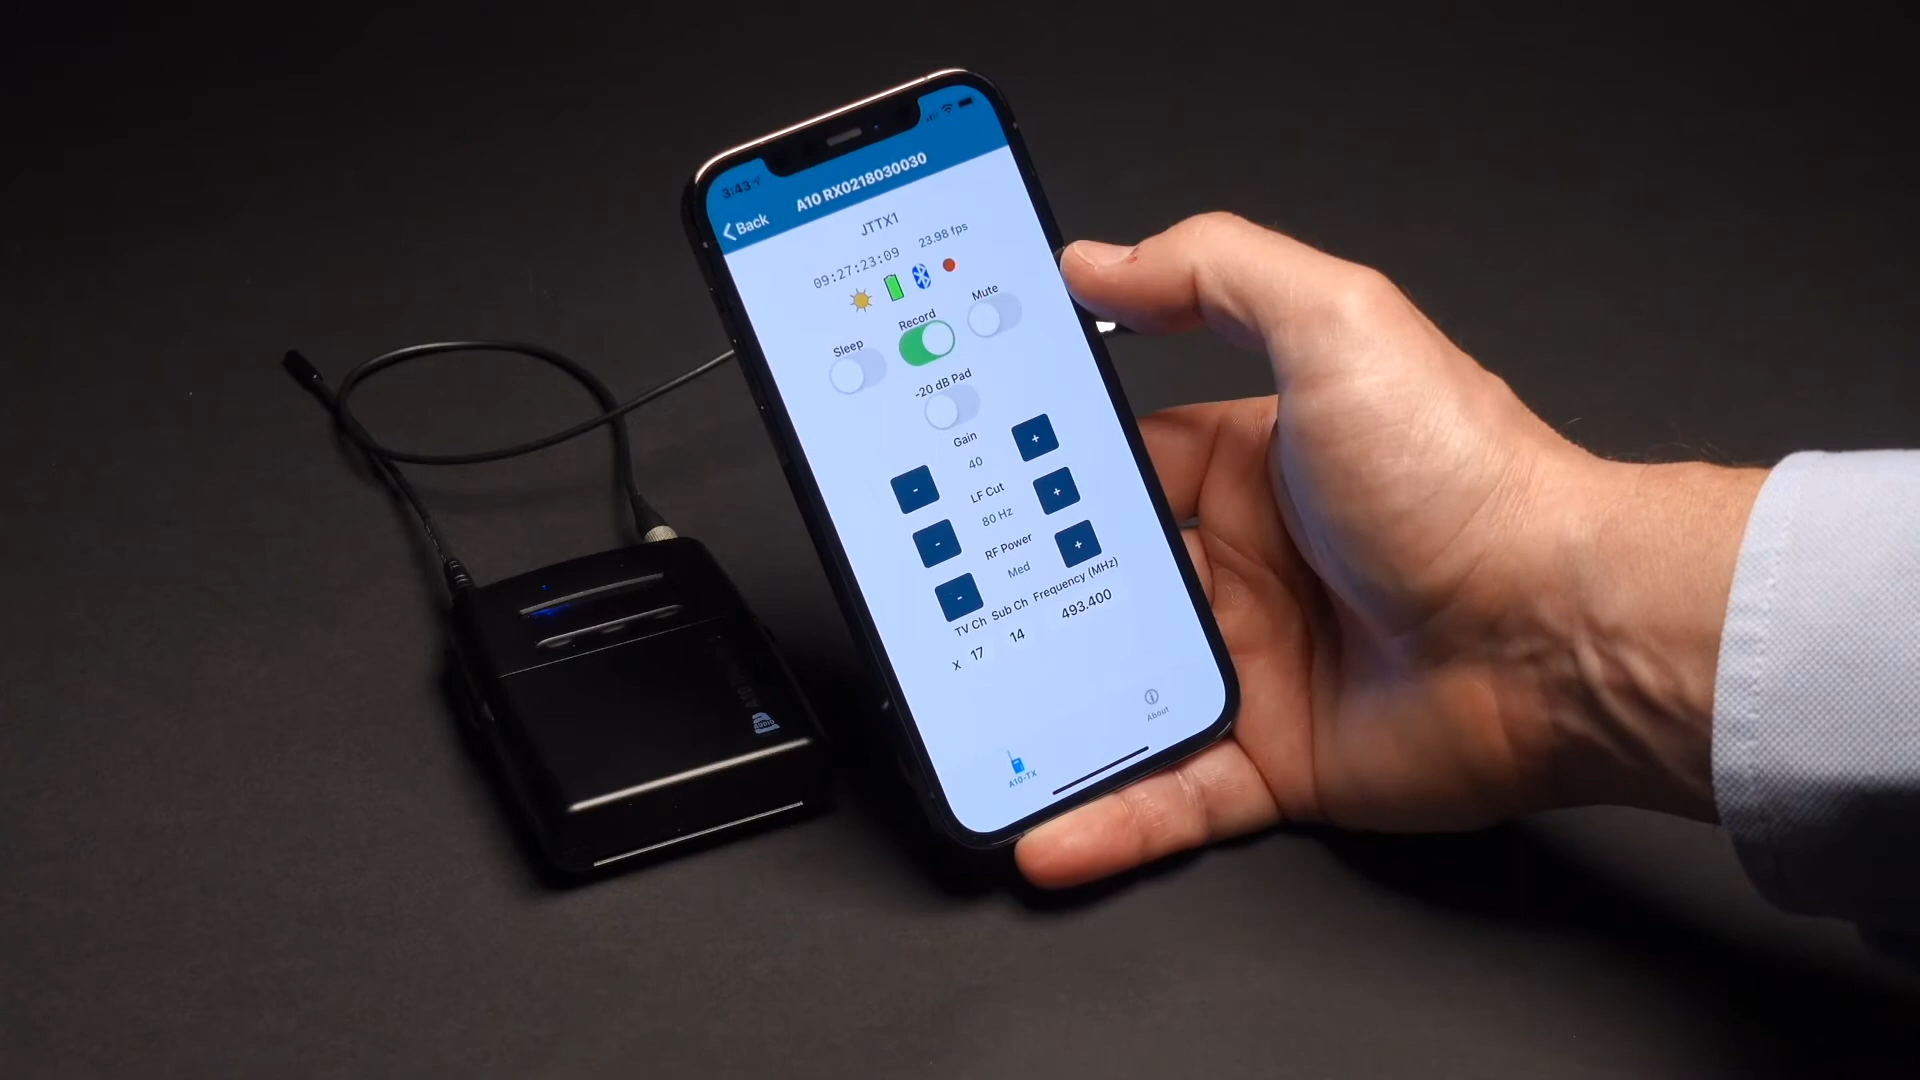 3:43
Back
A10 RX0218030030
JTTX1
09:27:23:09 23.98 fps
Sleep Record Mute
-20 dB Pad
Gain
- 40 +
LF Cut
- 80 Hz +
RF Power
- Med +
TV Ch Sub Ch Frequency (MHz)
X 17 14 493.400
A10-TX About
AUDIO